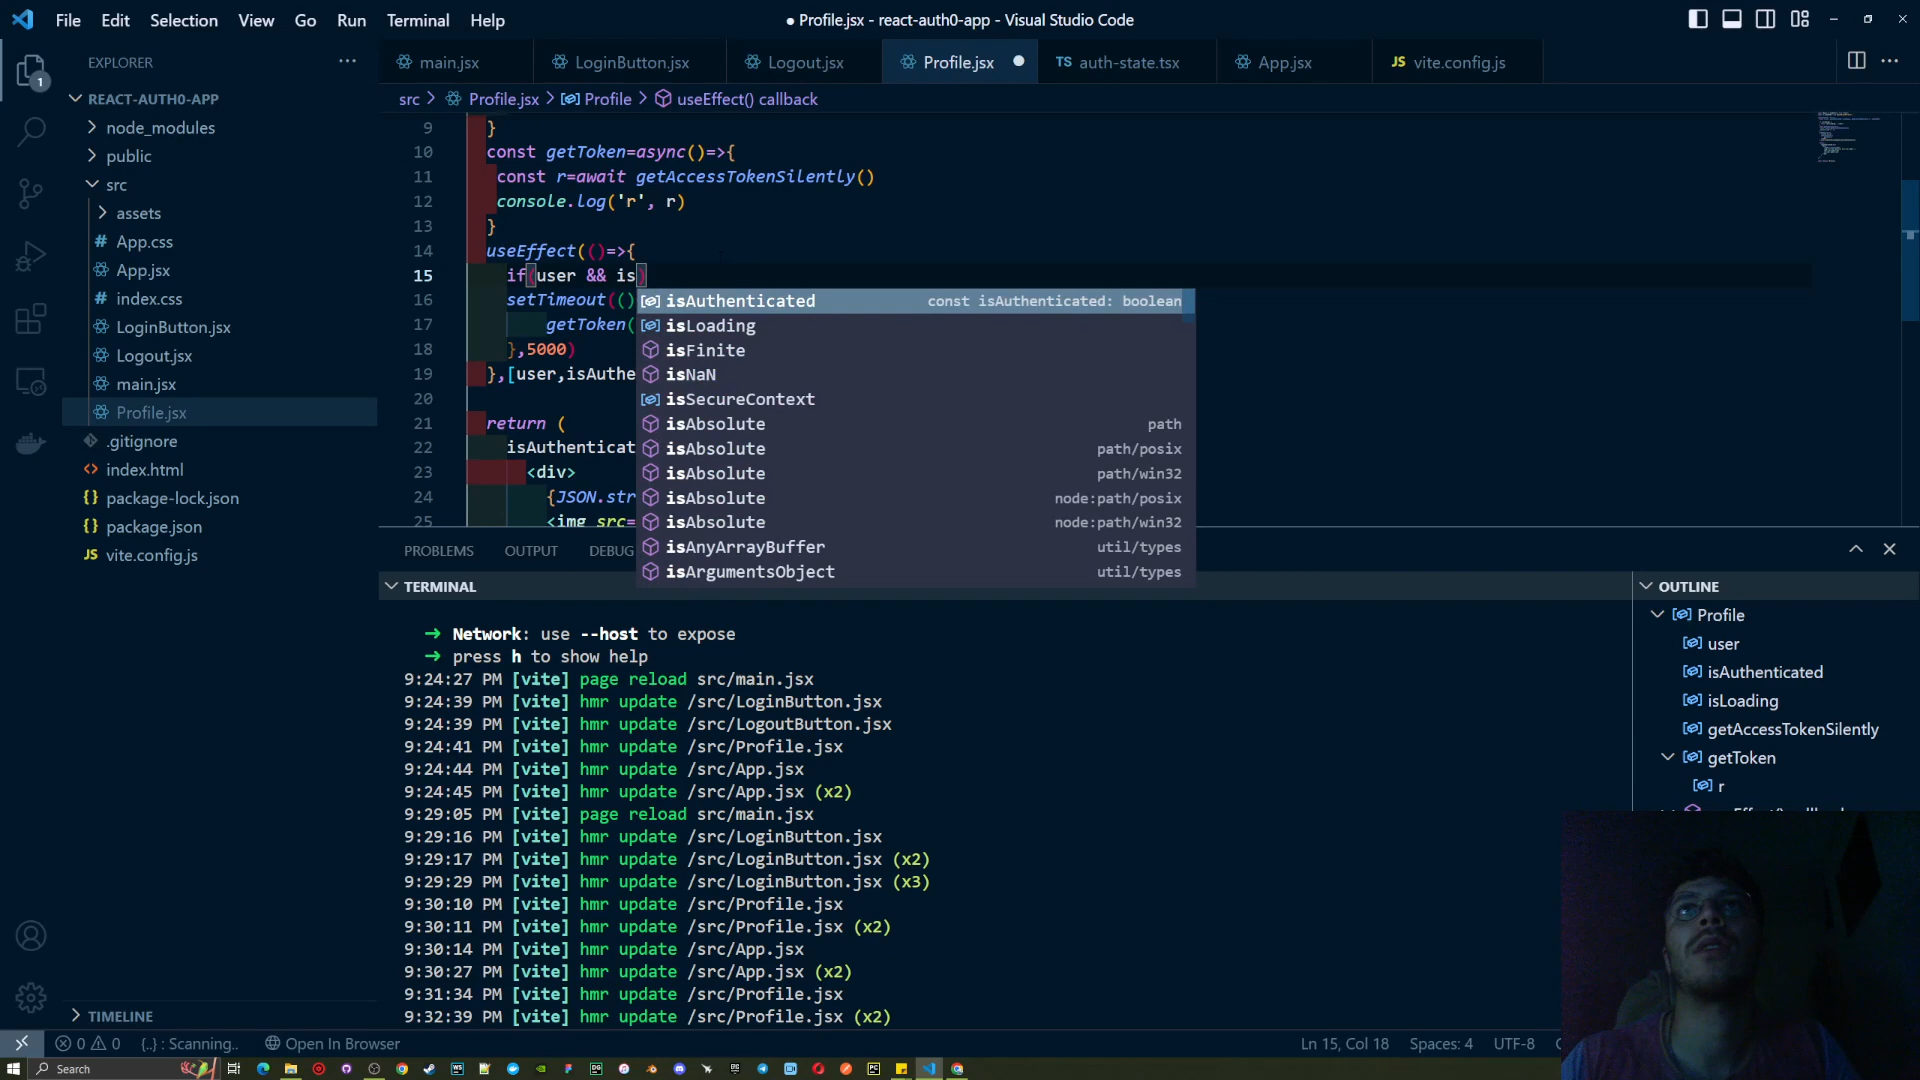 File Edit Selection View Go Run Terminal Help
● Profile.jsx - react-auth0-app - Visual Studio Code
EXPLORER
1
REACT-AUTH0-APP
node_modules
public
src
assets
# App.css
App.jsx
# index.css
LoginButton.jsx
Logout.jsx
main.jsx
Profile.jsx
.gitignore
<> index.html
{} package-lock.json
{} package.json
JS vite.config.js
TIMELINE
main.jsx LoginButton.jsx Logout.jsx Profile.jsx TS auth-state.tsx App.jsx JS vite.config.js
src > Profile.jsx > Profile > useEffect() callback
9 }
10 const getToken=async()=>{
11 const r=await getAccessTokenSilently()
12 console.log('r', r)
13 }
14 useEffect(()=>{
15 if(user && is)
16 setTimeout(()
17 getToken(
18 },5000)
19 },[user,isAuthe
20
21 return (
22 isAuthenticat
23 <div>
24 {JSON.str
25 <img src=
isAuthenticated const isAuthenticated: boolean
isLoading
isFinite
isNaN
isSecureContext
isAbsolute path
isAbsolute path/posix
isAbsolute path/win32
isAbsolute node:path/posix
isAbsolute node:path/win32
isAnyArrayBuffer util/types
isArgumentsObject util/types
PROBLEMS OUTPUT DEBUG
TERMINAL
➜ Network: use --host to expose
➜ press h to show help
9:24:27 PM [vite] page reload src/main.jsx
9:24:39 PM [vite] hmr update /src/LoginButton.jsx
9:24:39 PM [vite] hmr update /src/LogoutButton.jsx
9:24:41 PM [vite] hmr update /src/Profile.jsx
9:24:44 PM [vite] hmr update /src/App.jsx
9:24:45 PM [vite] hmr update /src/App.jsx (x2)
9:29:05 PM [vite] page reload src/main.jsx
9:29:16 PM [vite] hmr update /src/LoginButton.jsx
9:29:17 PM [vite] hmr update /src/LoginButton.jsx (x2)
9:29:29 PM [vite] hmr update /src/LoginButton.jsx (x3)
9:30:10 PM [vite] hmr update /src/Profile.jsx
9:30:11 PM [vite] hmr update /src/Profile.jsx (x2)
9:30:14 PM [vite] hmr update /src/App.jsx
9:30:27 PM [vite] hmr update /src/App.jsx (x2)
9:31:34 PM [vite] hmr update /src/Profile.jsx
9:32:39 PM [vite] hmr update /src/Profile.jsx (x2)
OUTLINE
Profile
user
isAuthenticated
isLoading
getAccessTokenSilently
getToken
r
0 0 {..} : Scanning.. Open In Browser Ln 15, Col 18 Spaces: 4 UTF-8
Search